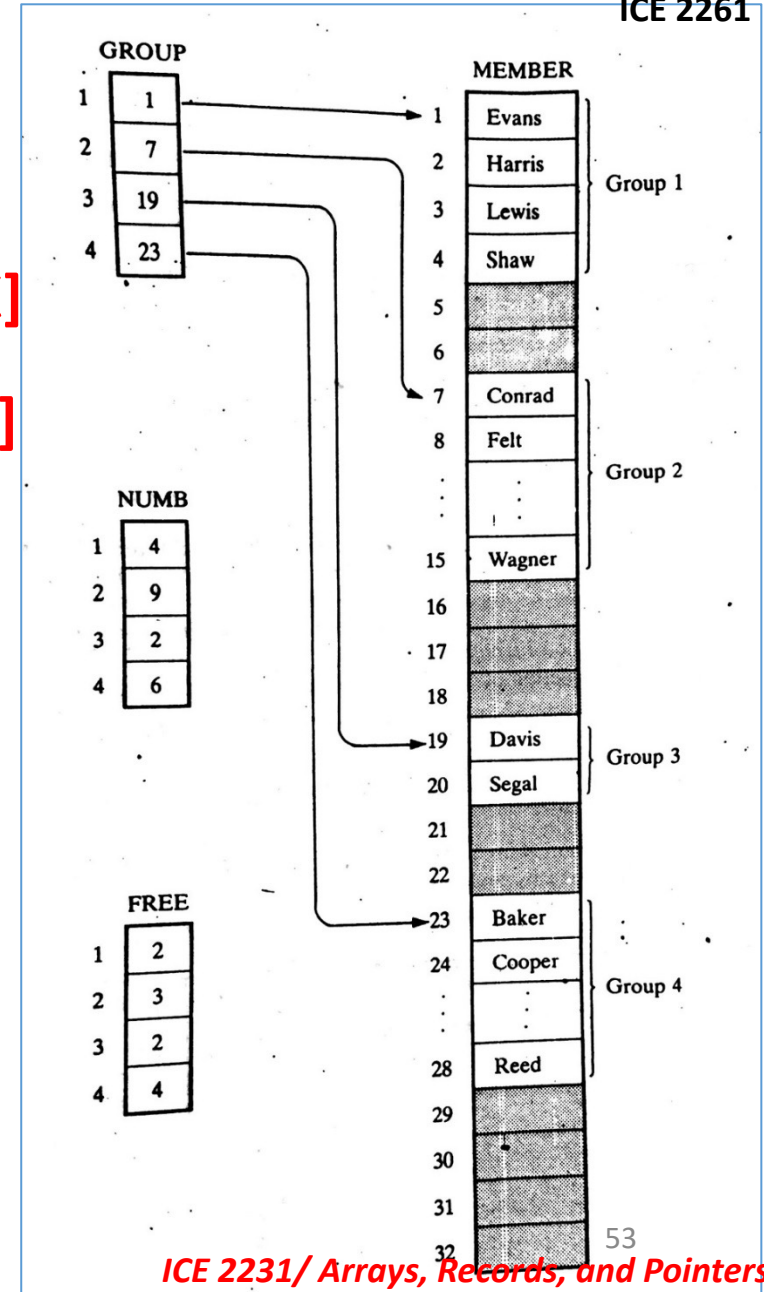 ICE 2261
GROUP
1 1
2 7
3 19
4 23
]
]
NUMB
1 4
2 9
3 2
4 6
FREE
1 2
2 3
3 2
4 4
MEMBER
1 Evans
2 Harris
3 Lewis
4 Shaw
Group 1
5
6
7 Conrad
8 Felt
Group 2
15 Wagner
16
17
18
19 Davis
20 Segal
Group 3
21
22
23 Baker
24 Cooper
Group 4
28 Reed
29
30
31
32
53
ICE 2231/ Arrays, Records, and Pointers